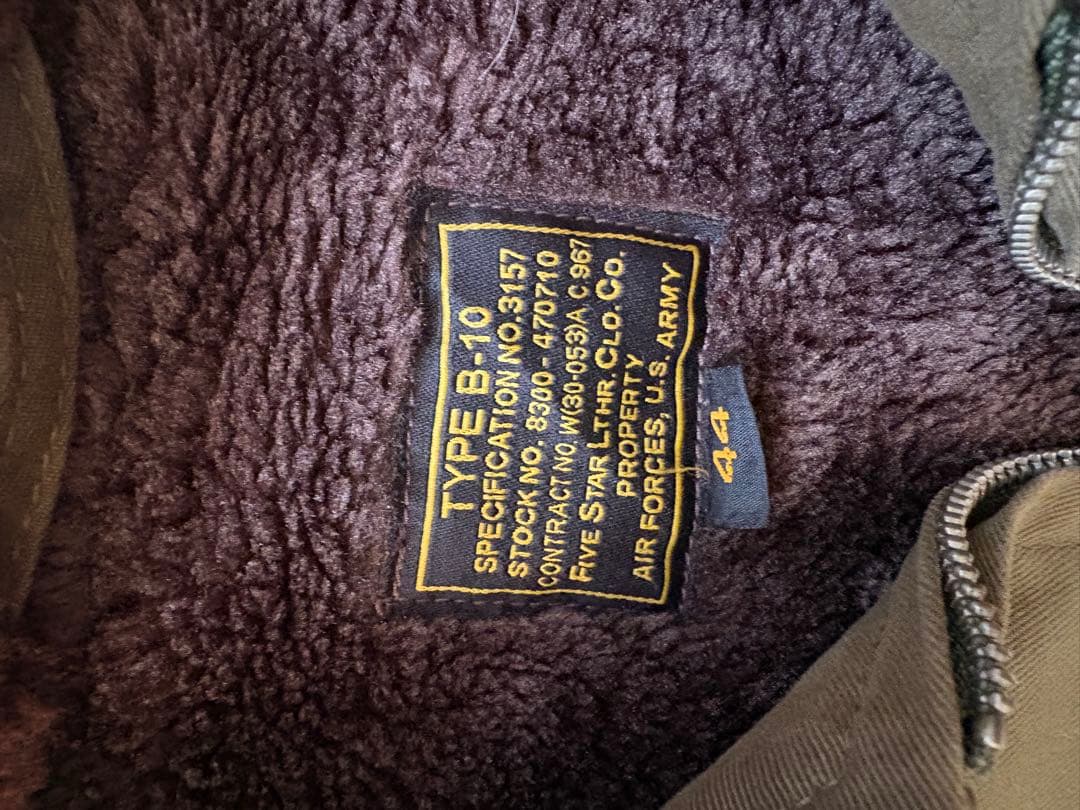 TYPE B-10
SPECIFICATION NO.3157
STOCK NO. 8300 - 470710
CONTRACT NO.W(30-053)A C 967
FIVE STAR LTHR. CLO. CO.
PROPERTY
AIR FORCES, U.S. ARMY
44